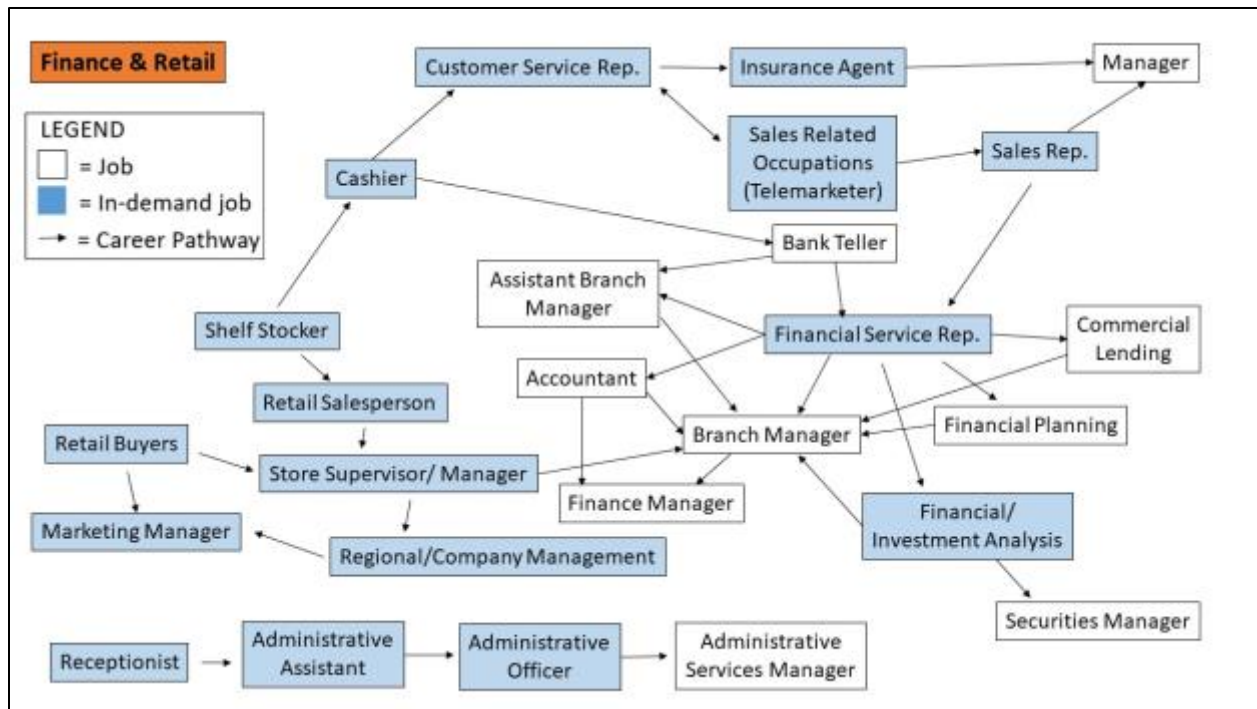 Finance & Retail
LEGEND
= Job
= In-demand job
= Career Pathway
Customer Service Rep.
Insurance Agent
Manager
Sales Related
Occupations
(Telemarketer)
Sales Rep.
Cashier
Bank Teller
Assistant Branch
Manager
Shelf Stocker
Financial Service Rep.
Commercial
Lending
Accountant
Retail Salesperson
Branch Manager
Financial Planning
Retail Buyers
Store Supervisor/ Manager
Finance Manager
Marketing Manager
Regional/Company Management
Financial/
Investment Analysis
Securities Manager
Receptionist
Administrative
Assistant
Administrative
Officer
Administrative
Services Manager